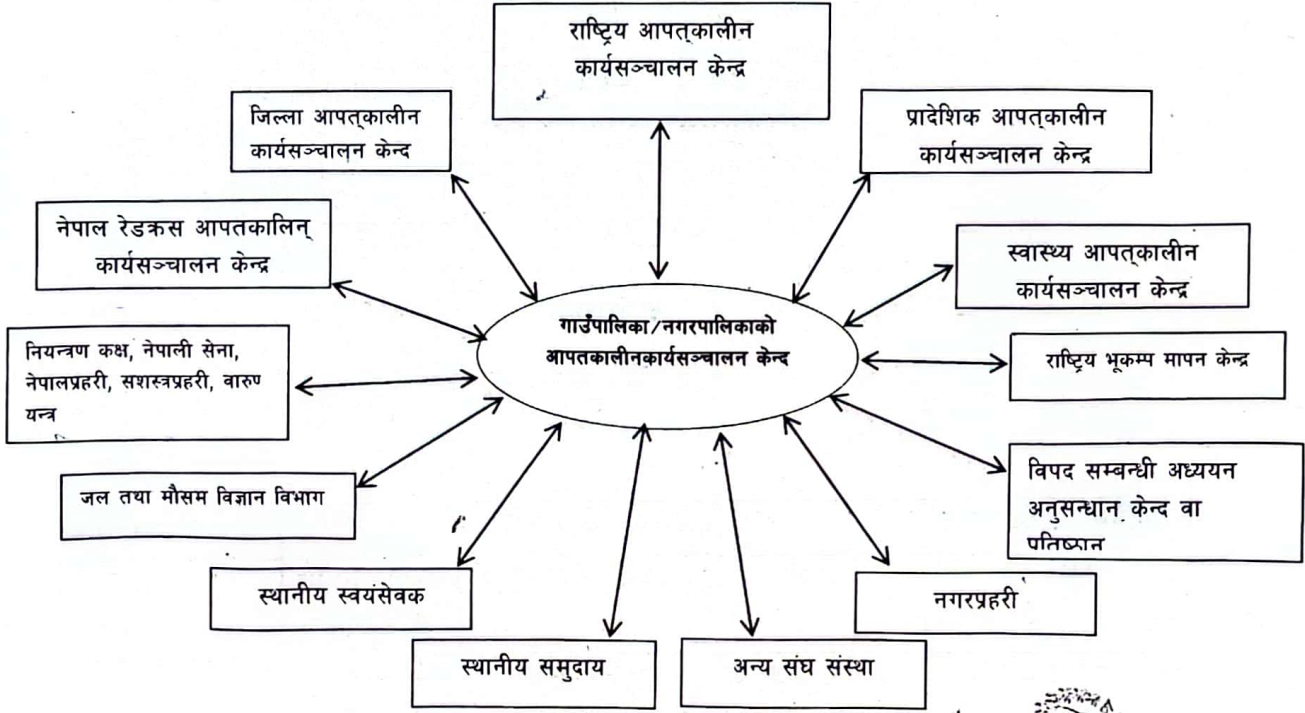 राष्ट्रिय आपत्कालीन
कार्यसञ्चालन केन्द्र
जिल्ला आपत्कालीन
कार्यसञ्चालन केन्द
प्रादेशिक आपत्कालीन
कार्यसञ्चालन केन्द्र
नेपाल रेडक्रस आपतकालिन्
कार्यसञ्चालन केन्द्र
स्वास्थ्य आपत्कालीन
कार्यसञ्चालन केन्द्र
गाउँपालिका/नगरपालिकाको
आपतकालीनकार्यसञ्चालन केन्द
नियन्त्रण कक्ष, नेपाली सेना,
नेपालप्रहरी, सशस्त्रप्रहरी, वारुण
यन्त्र
राष्ट्रिय भूकम्प मापन केन्द्र
जल तथा मौसम विज्ञान विभाग
विपद सम्बन्धी अध्ययन
अनुसन्धान केन्द वा
प्रतिष्ठान
स्थानीय स्वयंसेवक
नगरप्रहरी
स्थानीय समुदाय
अन्य संघ संस्था